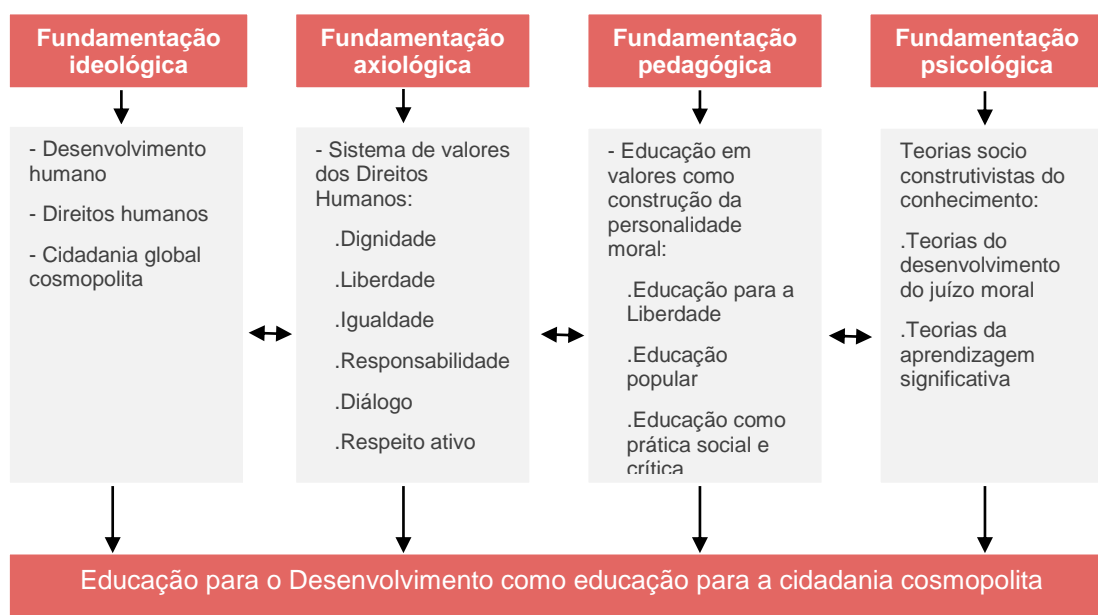 Fundamentação
ideológica
- Desenvolvimento
humano
- Direitos humanos
- Cidadania global
cosmopolita
Fundamentação
axiológica
- Sistema de valores
dos Direitos
Humanos:
.Dignidade
.Liberdade
.Igualdade
.Responsabilidade
.Diálogo
.Respeito ativo
Fundamentação
pedagógica
- Educação em
valores como
construção da
personalidade
moral:
.Educação para a
Liberdade
.Educação
popular
.Educação como
prática social e
crítica
Fundamentação
psicológica
Teorias socio
construtivistas do
conhecimento:
.Teorias do
desenvolvimento
do juízo moral
.Teorias da
aprendizagem
significativa
Educação para o Desenvolvimento como educação para a cidadania cosmopolita